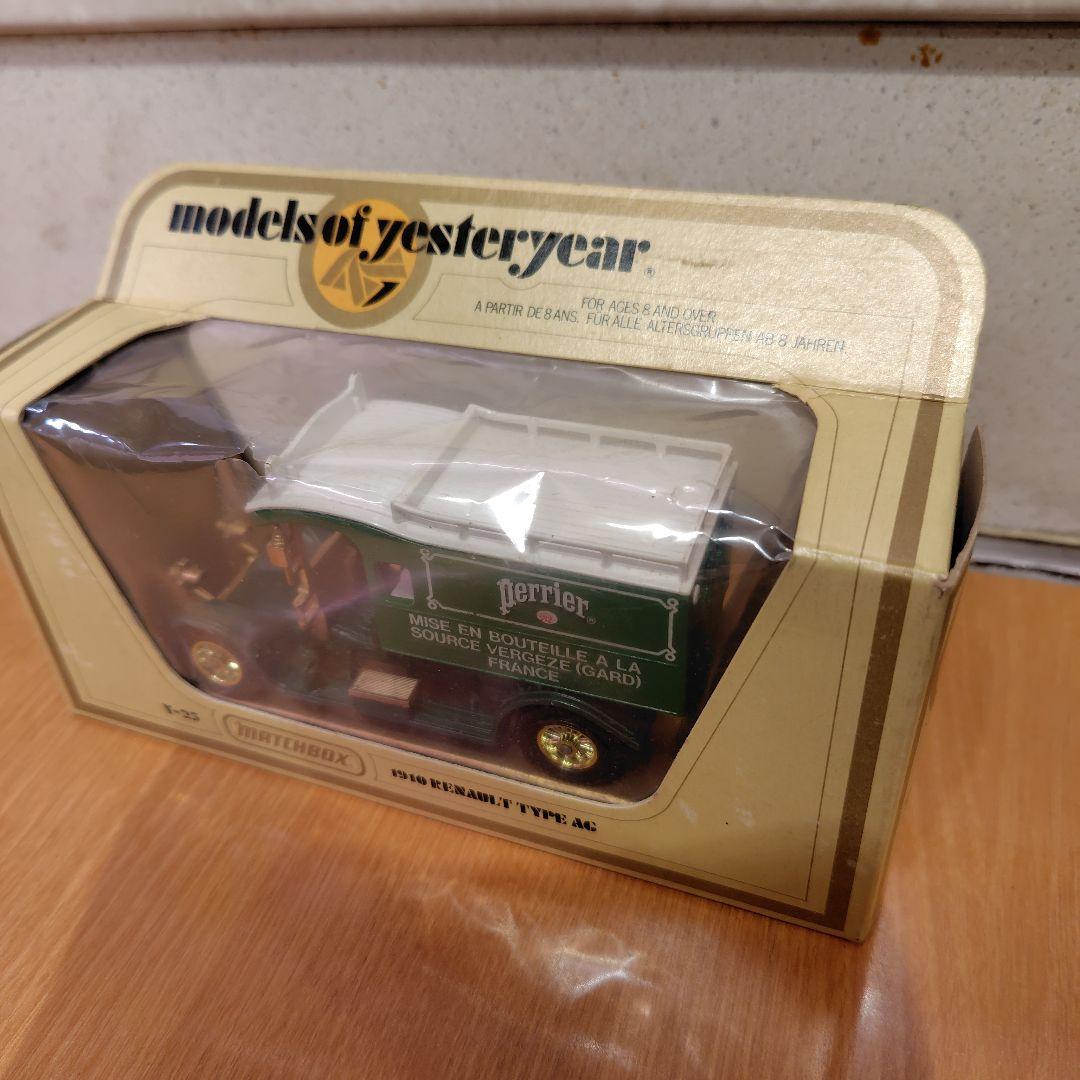 models of yesteryear®
FOR AGES 8 AND OVER
A PARTIR DE 8 ANS. FÜR ALLE ALTERSGRUPPEN AB 8 JAHREN
perrier®
MISE EN BOUTEILLE A LA
SOURCE VERGEZE (GARD)
FRANCE
Y-25
MATCHBOX
1910 RENAULT TYPE AG